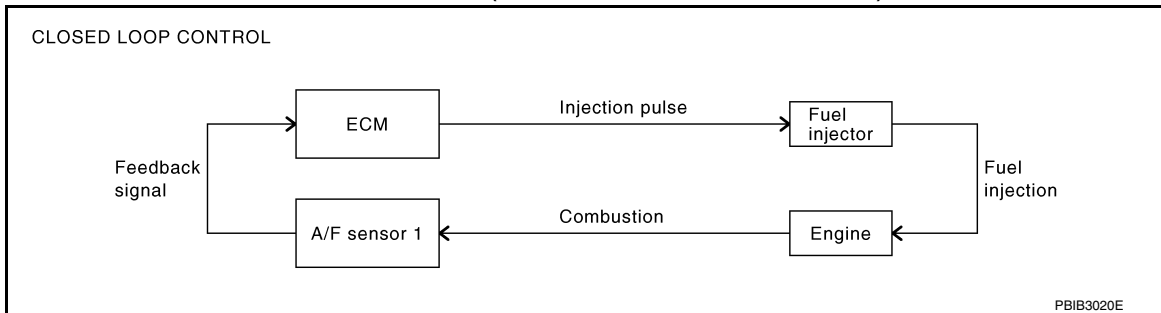 CLOSED LOOP CONTROL
ECM
Injection pulse
Fuel
injector
Feedback
signal
Fuel
injection
A/F sensor 1
Combustion
Engine
PBIB3020E